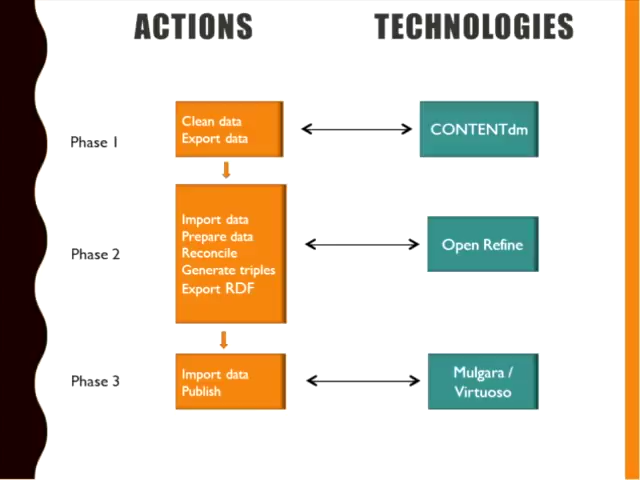 ACTIONS
TECHNOLOGIES
Phase 1
Clean data
Export data
CONTENTdm
Phase 2
Import data
Prepare data
Reconcile
Generate triples
Export RDF
Open Refine
Phase 3
Import data
Publish
Mulgara /
Virtuoso